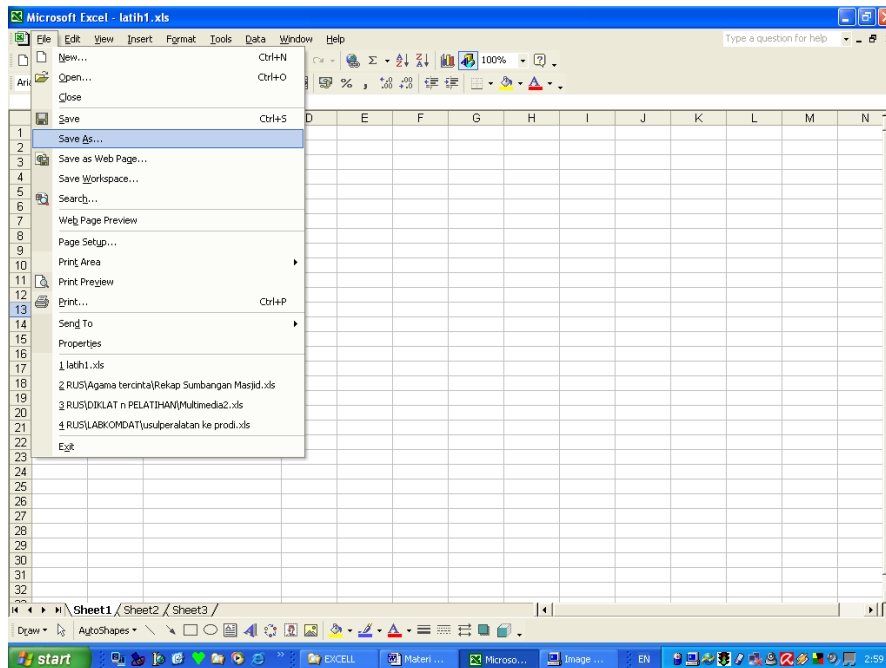 Microsoft Excel - latih1.xls
File Edit View Insert Format Tools Data Window Help Type a question for help
100%
Aria
New... Ctrl+N
Open... Ctrl+O
Close
Save Ctrl+S
Save As...
Save as Web Page...
Save Workspace...
Search...
Web Page Preview
Page Setup...
Print Area
Print Preview
Print... Ctrl+P
Send To
Properties
1 latih1.xls
2 RUS\Agama tercinta\Rekap Sumbangan Masjid.xls
3 RUS\DIKLAT n PELATIHAN\Multimedia2.xls
4 RUS\LABKOMDAT\usulperalatan ke prodi.xls
Exit
D E F G H I J K L M N
1
2
3
4
5
6
7
8
9
10
11
12
13
14
15
16
17
18
19
20
21
22
23
24
25
26
27
28
29
30
31
32
Sheet1 Sheet2 Sheet3
Draw AutoShapes
start EXCELL Materi ... Microso... Image ... EN 2:59